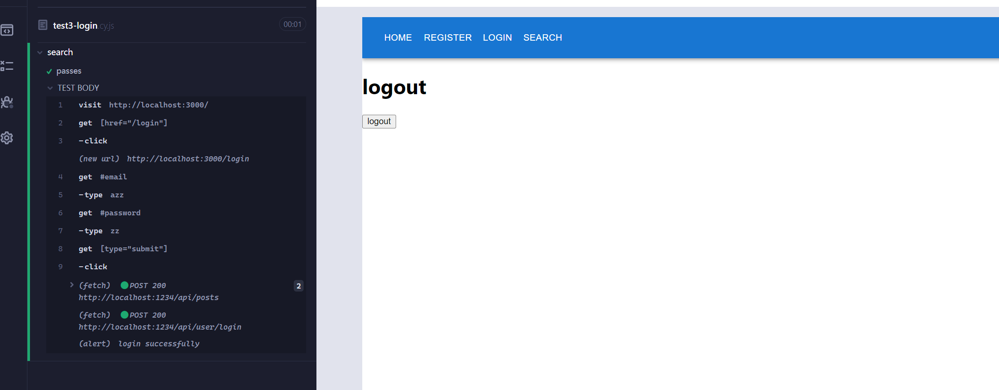 test3-login.cy.js 00:01
search
passes
TEST BODY
1 visit http://localhost:3000/
2 get [href="/login"]
3 -click
(new url) http://localhost:3000/login
4 get #email
5 -type azz
6 get #password
7 -type zz
8 get [type="submit"]
9 -click
(fetch) POST 200 2
http://localhost:1234/api/posts
(fetch) POST 200
http://localhost:1234/api/user/login
(alert) login successfully
HOME REGISTER LOGIN SEARCH
logout
logout